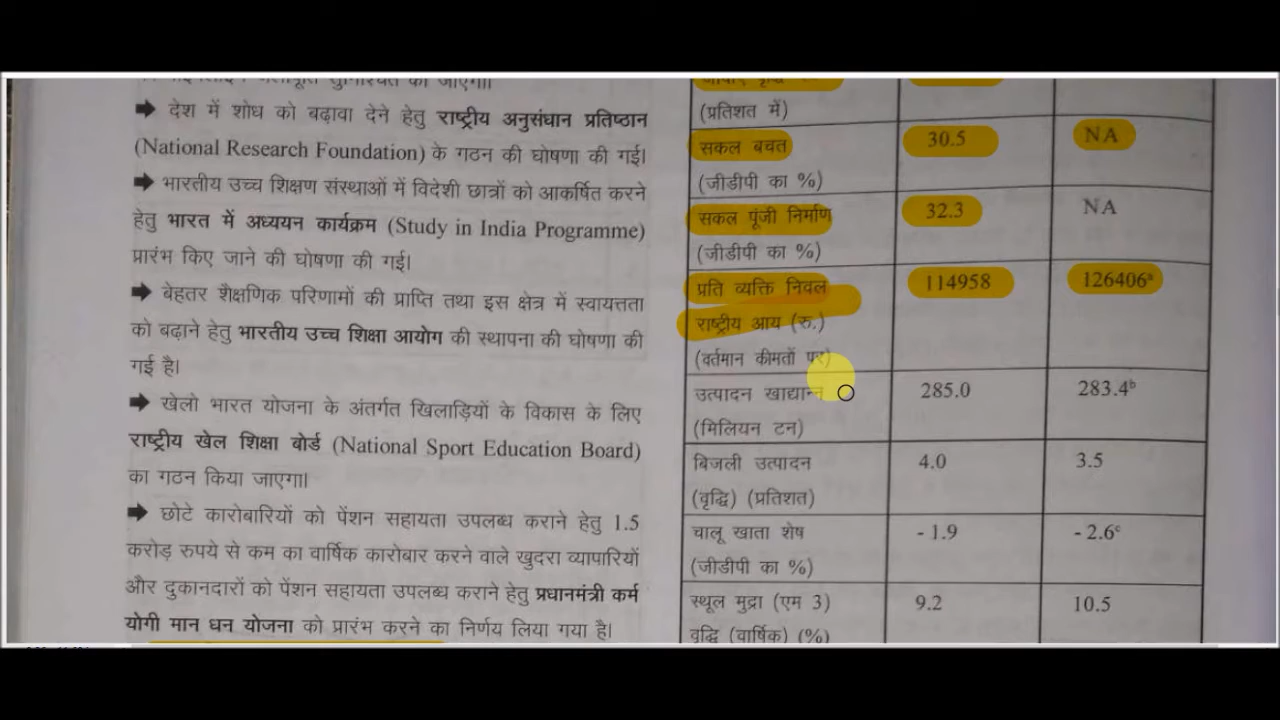 देश में शोध को बढ़ावा देने हेतु राष्ट्रीय अनुसंधान प्रतिष्ठान
(National Research Foundation) के गठन की घोषणा की गई।
भारतीय उच्च शिक्षण संस्थाओं में विदेशी छात्रों को आकर्षित करने
हेतु भारत में अध्ययन कार्यक्रम (Study in India Programme)
प्रारंभ किए जाने की घोषणा की गई।
बेहतर शैक्षणिक परिणामों की प्राप्ति तथा इस क्षेत्र में स्वायत्तता
को बढ़ाने हेतु भारतीय उच्च शिक्षा आयोग की स्थापना की घोषणा की
गई है।
खेलो भारत योजना के अंतर्गत खिलाड़ियों के विकास के लिए
राष्ट्रीय खेल शिक्षा बोर्ड (National Sport Education Board)
का गठन किया जाएगा।
छोटे कारोबारियों को पेंशन सहायता उपलब्ध कराने हेतु 1.5
करोड़ रुपये से कम का वार्षिक कारोबार करने वाले खुदरा व्यापारियों
और दुकानदारों को पेंशन सहायता उपलब्ध कराने हेतु प्रधानमंत्री कर्म
योगी मान धन योजना को प्रारंभ करने का निर्णय लिया गया है।
(प्रतिशत में)
सकल बचत 30.5 NA
(जीडीपी का %)
सकल पूंजी निर्माण 32.3 NA
(जीडीपी का %)
प्रति व्यक्ति निवल 114958 126406ᵃ
राष्ट्रीय आय (रु.)
(वर्तमान कीमतों पर)
उत्पादन खाद्यान्न 285.0 283.4ᵇ
(मिलियन टन)
बिजली उत्पादन 4.0 3.5
(वृद्धि) (प्रतिशत)
चालू खाता शेष - 1.9 - 2.6ᶜ
(जीडीपी का %)
स्थूल मुद्रा (एम 3) 9.2 10.5
वृद्धि (वार्षिक) (%)